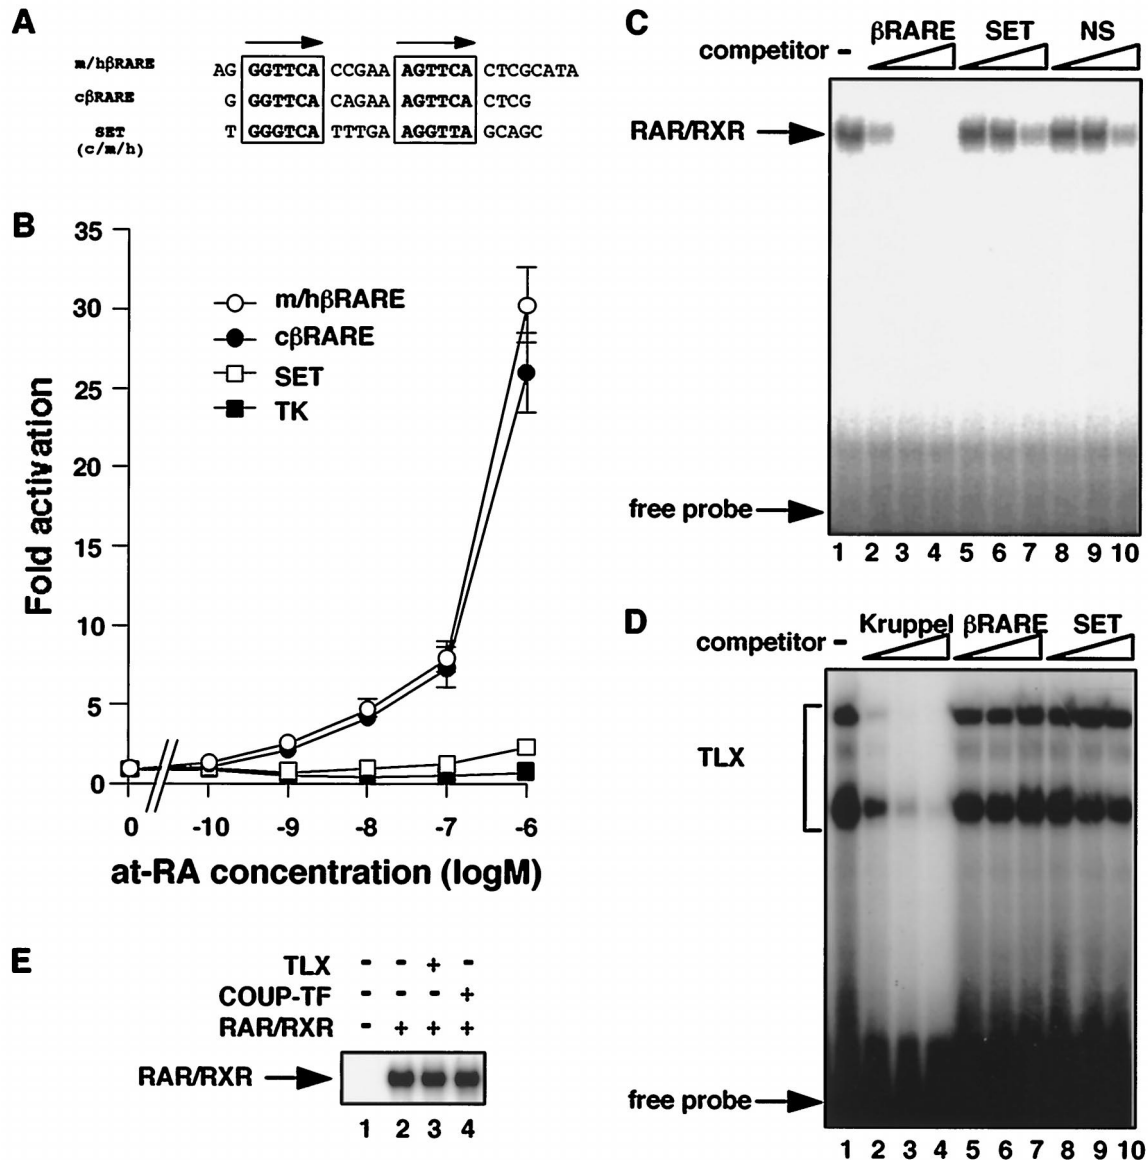 A
m/hβRARE AG GGTTCA CCGAA AGTTCA CTCGCATA
cβRARE G GGTTCA CAGAA AGTTCA CTCG
SET T GGGTCA TTTGA AGGTTA GCAGC
(c/m/h)
B
35
30
25
20
15
10
5
0
Fold activation
m/hβRARE
cβRARE
SET
TK
0 -10 -9 -8 -7 -6
at-RA concentration (logM)
C
βRARE SET NS
competitor -
RAR/RXR
free probe
1 2 3 4 5 6 7 8 9 10
D
Kruppel βRARE SET
competitor -
TLX
free probe
1 2 3 4 5 6 7 8 9 10
E
TLX - - + -
COUP-TF - - - +
RAR/RXR - + + +
RAR/RXR
1 2 3 4